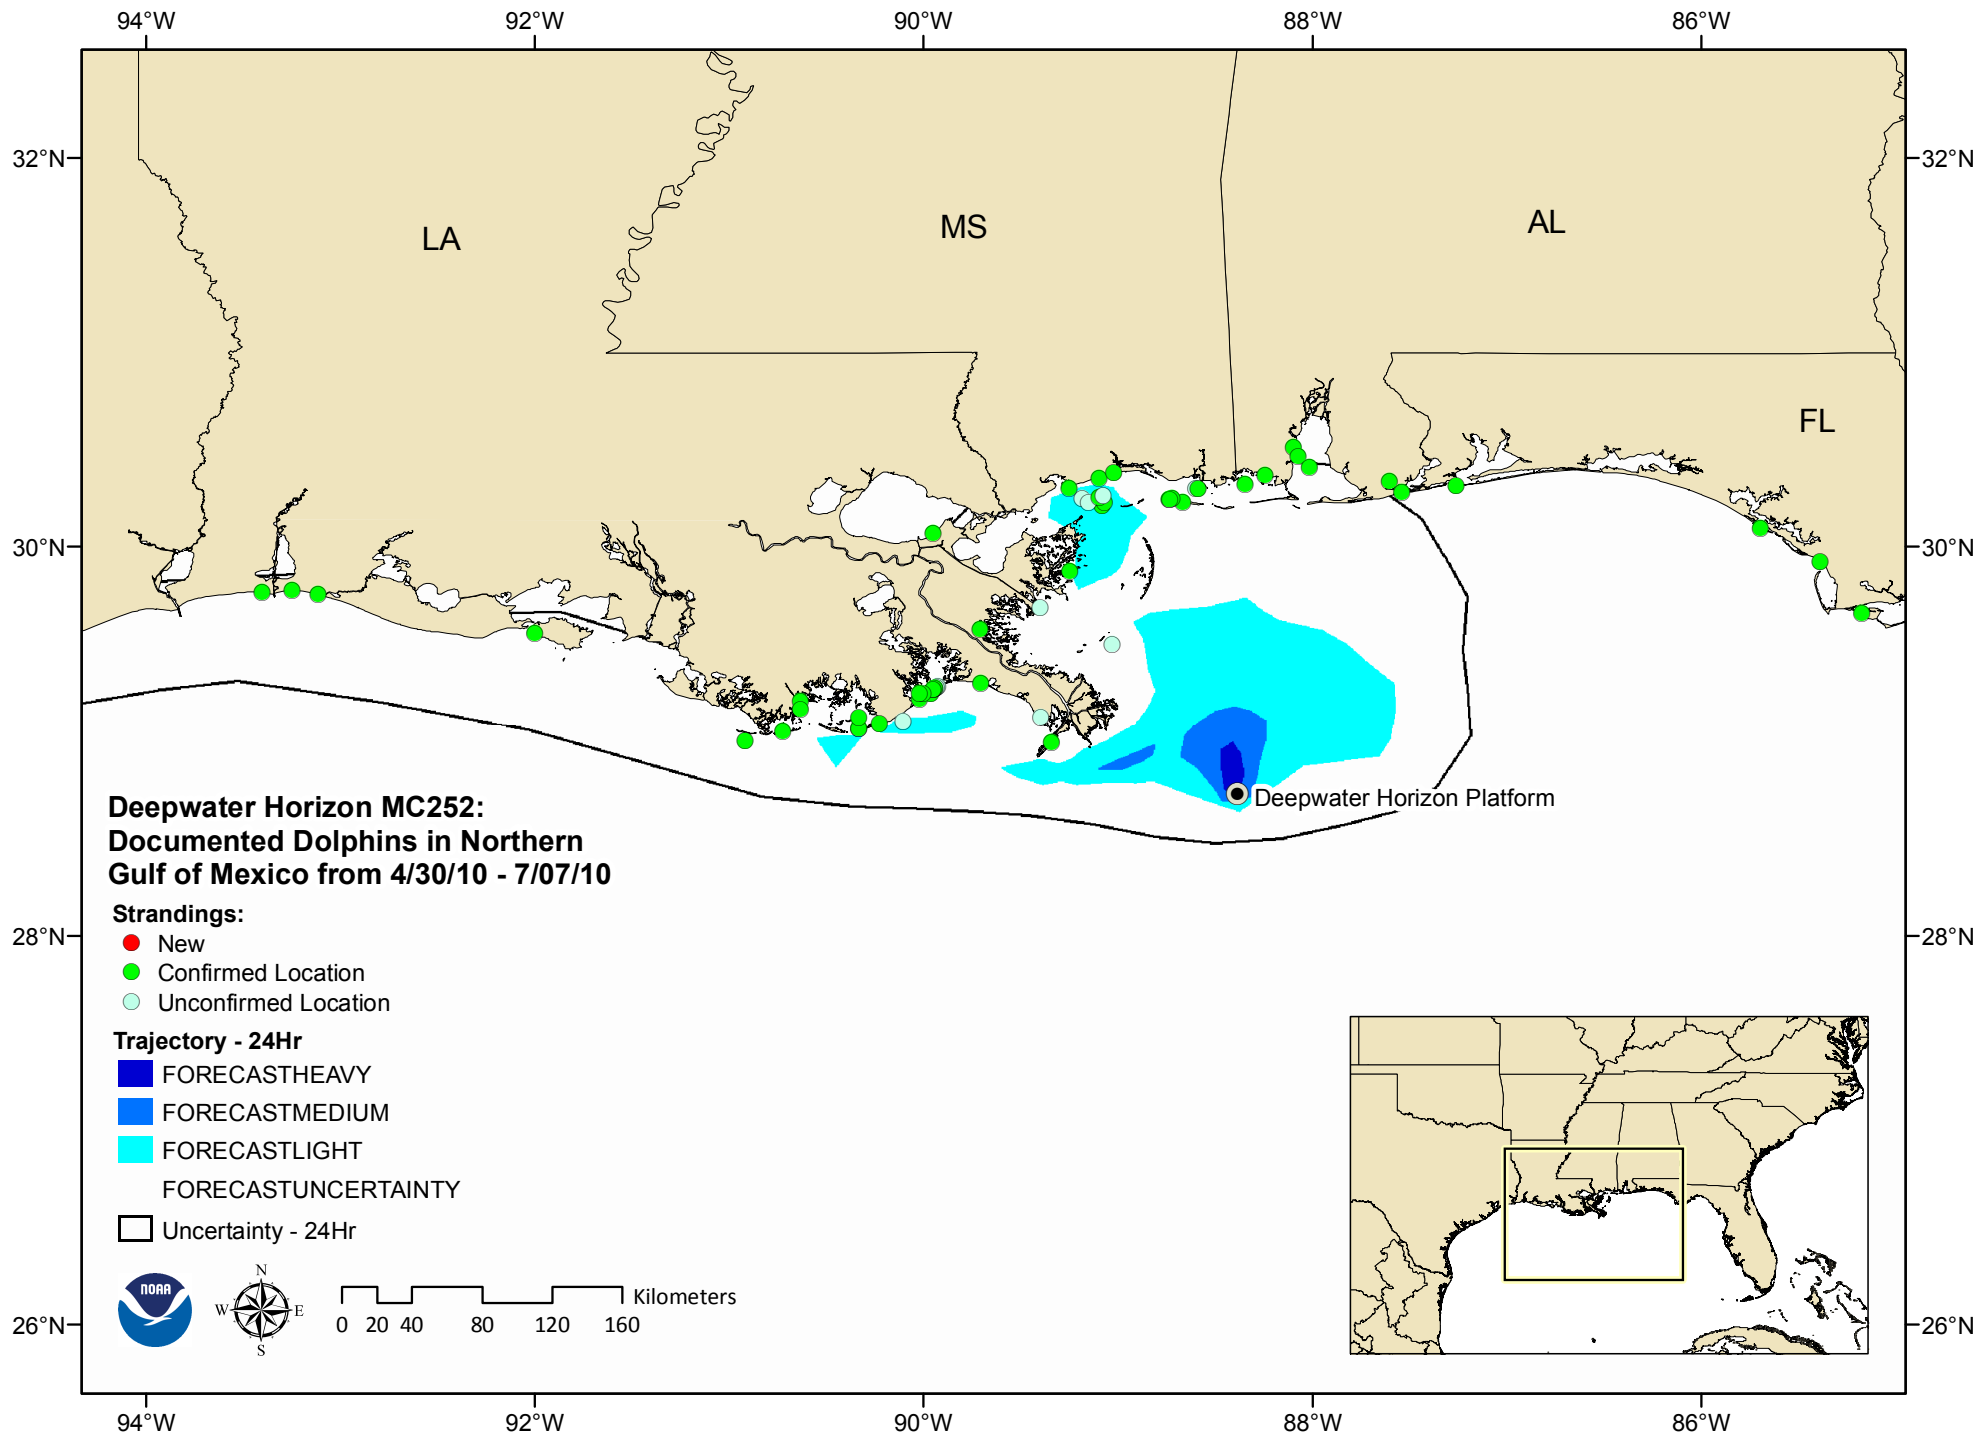 94°W 92°W 90°W 88°W 86°W
32°N 32°N
LA MS AL
FL
30°N 30°N
Deepwater Horizon Platform
Deepwater Horizon MC252:
Documented Dolphins in Northern
Gulf of Mexico from 4/30/10 - 7/07/10
Strandings:
New
28°N 28°N
Confirmed Location
Unconfirmed Location
Trajectory - 24Hr
FORECASTHEAVY
FORECASTMEDIUM
FORECASTLIGHT
FORECASTUNCERTAINTY
Uncertainty - 24Hr
NOAA
N
W E
S
Kilometers
0 20 40 80 120 160
26°N 26°N
94°W 92°W 90°W 88°W 86°W